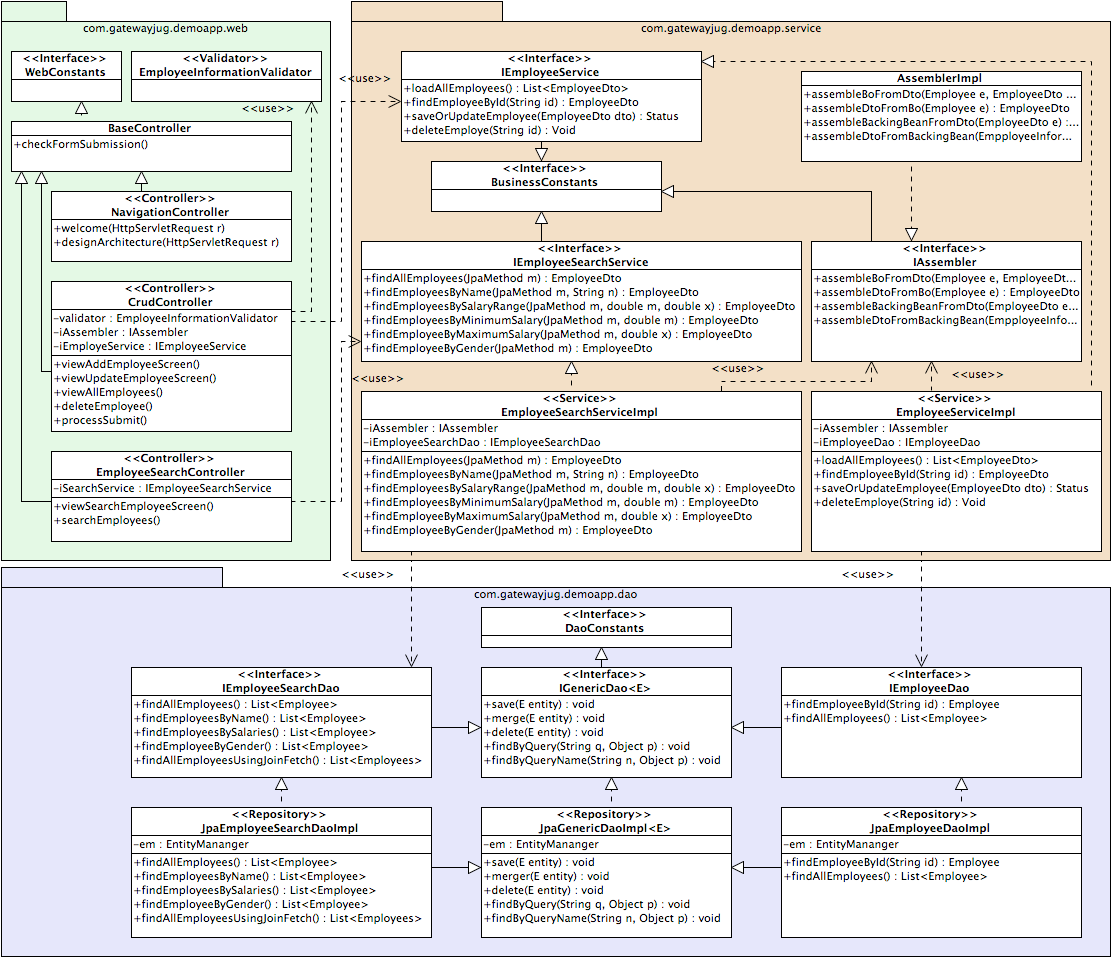 com.gatewayjug.demoapp.web
<<Interface>>
WebConstants
<<Validator>>
EmployeeInformationValidator
<<use>>
BaseController
+checkFormSubmission()
<<Controller>>
NavigationController
+welcome(HttpServletRequest r)
+designArchitecture(HttpServletRequest r)
<<Controller>>
CrudController
-validator : EmployeeInformationValidator
-iAssembler : IAssembler
-iEmployeService : IEmployeeService
+viewAddEmployeeScreen()
+viewUpdateEmployeeScreen()
+viewAllEmployees()
+deleteEmployee()
+processSubmit()
<<Controller>>
EmployeeSearchController
-iSearchService : IEmployeeSearchService
+viewSearchEmployeeScreen()
+searchEmployees()
com.gatewayjug.demoapp.service
<<use>>
<<Interface>>
IEmployeeService
+loadAllEmployees() : List<EmployeeDto>
+findEmployeeById(String id) : EmployeeDto
+saveOrUpdateEmployee(EmployeeDto dto) : Status
+deleteEmploye(String id) : Void
AssemblerImpl
+assembleBoFromDto(Employee e, EmployeeDto ...
+assembleDtoFromBo(Employee e) : EmployeeDto
+assembleBackingBeanFromDto(EmployeeDto e) :...
+assembleDtoFromBackingBean(EmpployeeInfor...
<<Interface>>
BusinessConstants
<<Interface>>
IEmployeeSearchService
+findAllEmployees(JpaMethod m) : EmployeeDto
+findEmployeesByName(JpaMethod m, String n) : EmployeeDto
+findEmployeesBySalaryRange(JpaMethod m, double m, double x) : EmployeeDto
+findEmployeesByMinimumSalary(JpaMethod m, double m) : EmployeeDto
+findEmployeeByMaximumSalary(JpaMethod m, double x) : EmployeeDto
+findEmployeeByGender(JpaMethod m) : EmployeeDto
<<Interface>>
IAssembler
+assembleBoFromDto(Employee e, EmployeeDt...
+assembleDtoFromBo(Employee e) : EmployeeDto
+assembleBackingBeanFromDto(EmployeeDto e...
+assembleDtoFromBackingBean(EmpployeeInfo...
<<use>>
<<use>>
<<use>>
<<Service>>
EmployeeSearchServiceImpl
-iAssembler : IAssembler
-iEmployeeSearchDao : IEmployeeSearchDao
+findAllEmployees(JpaMethod m) : EmployeeDto
+findEmployeesByName(JpaMethod m, String n) : EmployeeDto
+findEmployeesBySalaryRange(JpaMethod m, double m, double x) : EmployeeDto
+findEmployeesByMinimumSalary(JpaMethod m, double m) : EmployeeDto
+findEmployeeByMaximumSalary(JpaMethod m, double x) : EmployeeDto
+findEmployeeByGender(JpaMethod m) : EmployeeDto
<<Service>>
EmployeeServiceImpl
-iAssembler : IAssembler
-iEmployeeDao : IEmployeeDao
+loadAllEmployees() : List<EmployeeDto>
+findEmployeeById(String id) : EmployeeDto
+saveOrUpdateEmployee(EmployeeDto dto) : Status
+deleteEmploye(String id) : Void
<<use>>
<<use>>
com.gatewayjug.demoapp.dao
<<Interface>>
DaoConstants
<<Interface>>
IEmployeeSearchDao
+findAllEmployees() : List<Employee>
+findEmployeesByName() : List<Employee>
+findEmployeesBySalaries() : List<Employee>
+findEmployeeByGender() : List<Employee>
+findAllEmployeesUsingJoinFetch() : List<Employees>
<<Interface>>
IGenericDao<E>
+save(E entity) : void
+merge(E entity) : void
+delete(E entity) : void
+findByQuery(String q, Object p) : void
+findByQueryName(String n, Object p) : void
<<Interface>>
IEmployeeDao
+findEmployeeById(String id) : Employee
+findAllEmployees() : List<Employee>
<<Repository>>
JpaEmployeeSearchDaoImpl
-em : EntityMananger
+findAllEmployees() : List<Employee>
+findEmployeesByName() : List<Employee>
+findEmployeesBySalaries() : List<Employee>
+findEmployeeByGender() : List<Employee>
+findAllEmployeesUsingJoinFetch() : List<Employees>
<<Repository>>
JpaGenericDaoImpl<E>
-em : EntityMananger
+save(E entity) : void
+merger(E entity) : void
+delete(E entity) : void
+findByQuery(String q, Object p) : void
+findByQueryName(String n, Object p) : void
<<Repository>>
JpaEmployeeDaoImpl
-em : EntityMananger
+findEmployeeById(String id) : Employee
+findAllEmployees() : List<Employee>